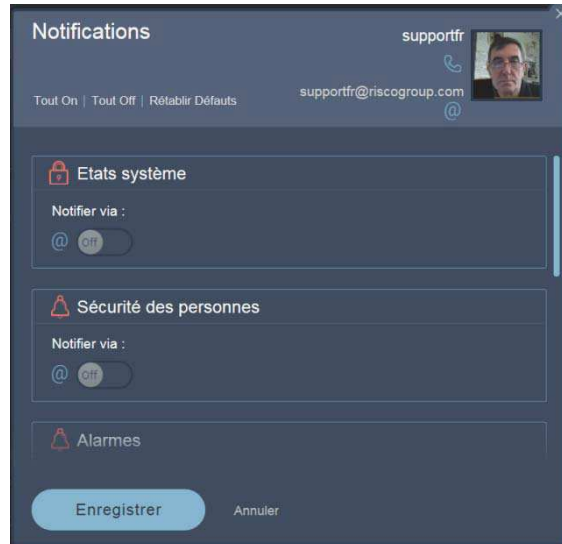 Notifications
supportfr
Tout On | Tout Off | Rétablir Défauts
supportfr@riscogroup.com
@
Etats système
Notifier via :
@ Off
Sécurité des personnes
Notifier via :
@ Off
Alarmes
Enregistrer
Annuler